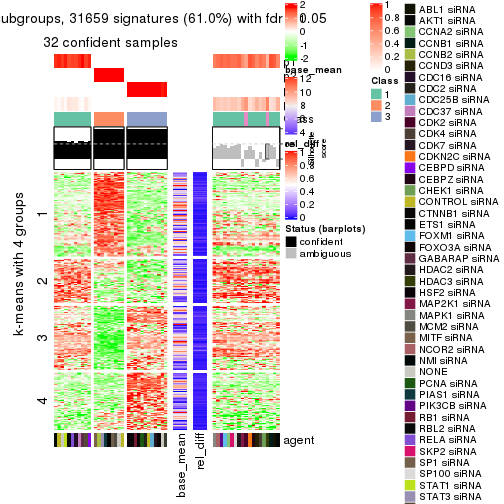 ubgroups, 31659 signatures (61.0%) with fdr 0.05
32 confident samples
base_mean
rel_diff
silhouette
score
2
1
0
-1
-2
12
10
8
6
4
1
0.8
0.6
0.4
0.2
0
1
0.8
0.6
0.4
0.2
0
Class
1
2
3
Status (barplots)
confident
ambiguous
k-means with 4 groups
1
2
3
4
base_mean
rel_diff
agent
ABL1 siRNA
AKT1 siRNA
CCNA2 siRNA
CCNB1 siRNA
CCNB2 siRNA
CCND3 siRNA
CDC16 siRNA
CDC2 siRNA
CDC25B siRNA
CDC37 siRNA
CDK2 siRNA
CDK4 siRNA
CDK7 siRNA
CDKN2C siRNA
CEBPD siRNA
CEBPZ siRNA
CHEK1 siRNA
CONTROL siRNA
CTNNB1 siRNA
ETS1 siRNA
FOXM1 siRNA
FOXO3A siRNA
GABARAP siRNA
HDAC2 siRNA
HDAC3 siRNA
HSF2 siRNA
MAP2K1 siRNA
MAPK1 siRNA
MCM2 siRNA
MITF siRNA
NCOR2 siRNA
NMI siRNA
NONE
PCNA siRNA
PIAS1 siRNA
PIK3CB siRNA
RB1 siRNA
RBL2 siRNA
RELA siRNA
SKP2 siRNA
SP1 siRNA
SP100 siRNA
STAT1 siRNA
STAT3 siRNA